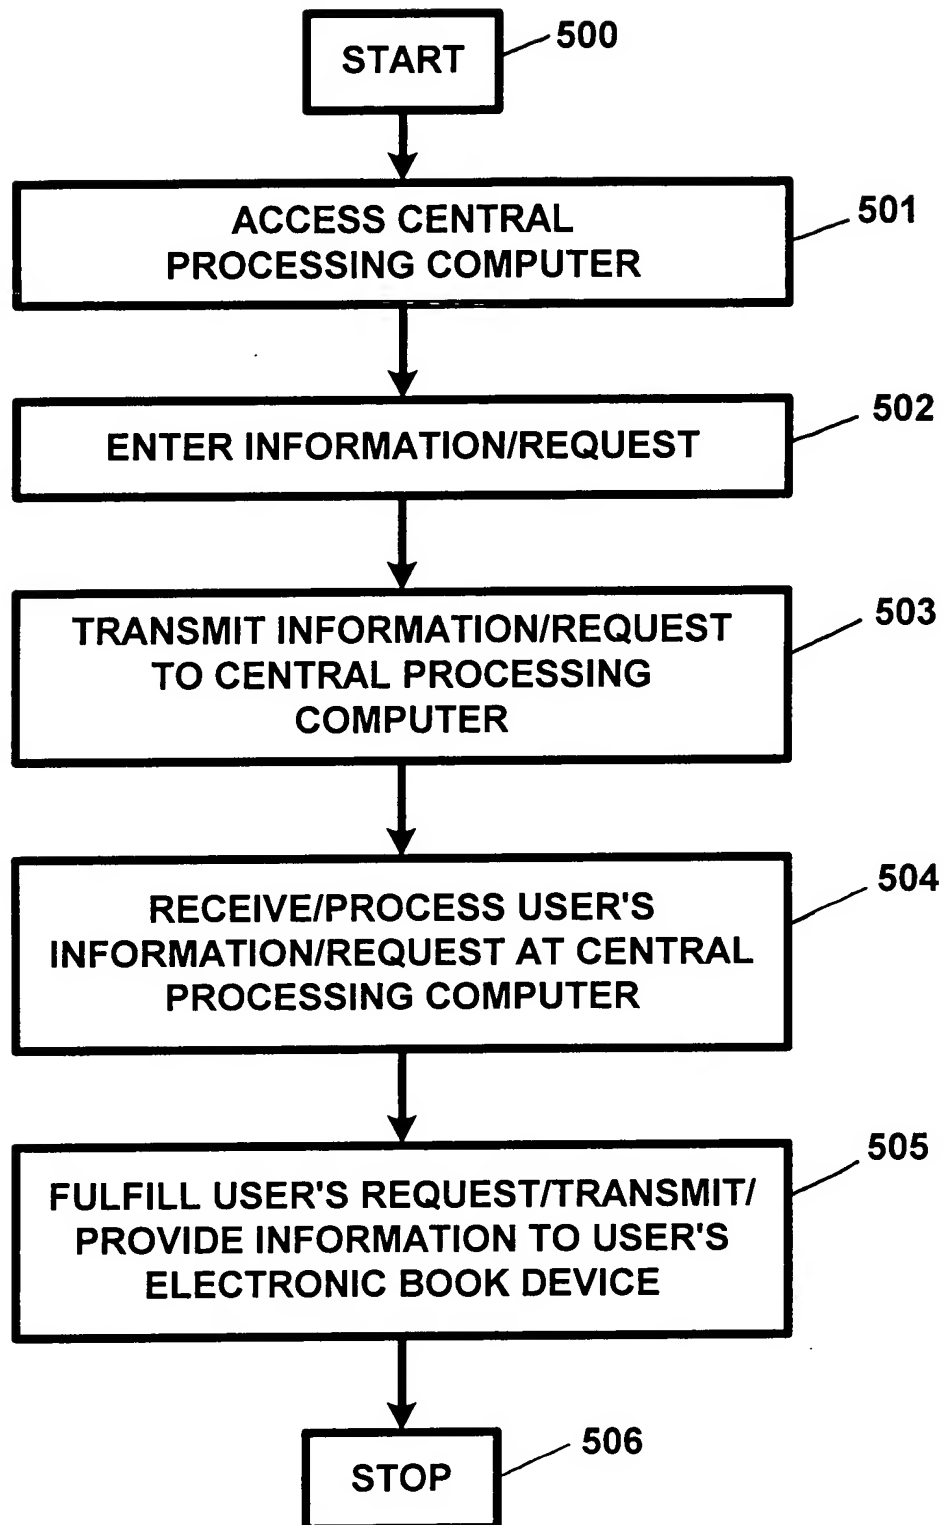 START
500
ACCESS CENTRAL
PROCESSING COMPUTER
501
ENTER INFORMATION/REQUEST
502
TRANSMIT INFORMATION/REQUEST
TO CENTRAL PROCESSING
COMPUTER
503
RECEIVE/PROCESS USER'S
INFORMATION/REQUEST AT CENTRAL
PROCESSING COMPUTER
504
FULFILL USER'S REQUEST/TRANSMIT/
PROVIDE INFORMATION TO USER'S
ELECTRONIC BOOK DEVICE
505
STOP
506